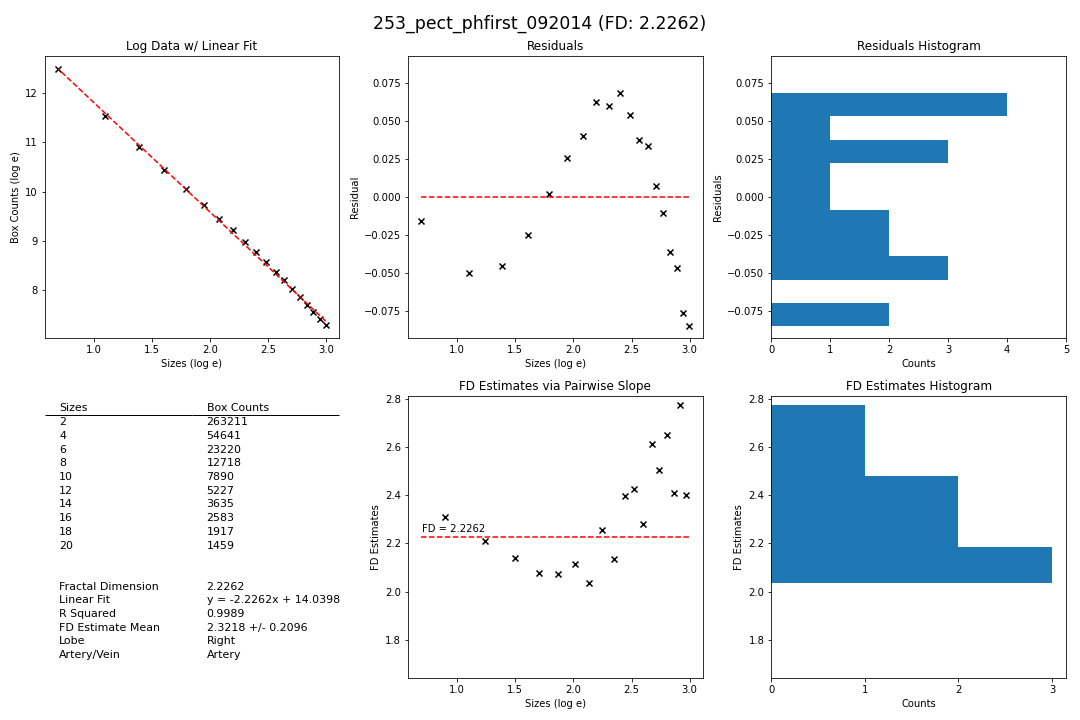 253_pect_phfirst_092014 (FD: 2.2262)
Log Data w/ Linear Fit
Box Counts (log e)
12
11
10
9
8
1.0 1.5 2.0 2.5 3.0
Sizes (log e)
Residuals
Residual
0.075
0.050
0.025
0.000
−0.025
−0.050
−0.075
1.0 1.5 2.0 2.5 3.0
Sizes (log e)
Residuals Histogram
Residuals
0.075
0.050
0.025
0.000
−0.025
−0.050
−0.075
0 1 2 3 4 5
Counts
Sizes Box Counts
2 263211
4 54641
6 23220
8 12718
10 7890
12 5227
14 3635
16 2583
18 1917
20 1459
Fractal Dimension 2.2262
Linear Fit y = -2.2262x + 14.0398
R Squared 0.9989
FD Estimate Mean 2.3218 +/- 0.2096
Lobe Right
Artery/Vein Artery
FD Estimates via Pairwise Slope
FD Estimates
2.8
2.6
2.4
2.2
2.0
1.8
FD = 2.2262
1.0 1.5 2.0 2.5 3.0
Sizes (log e)
FD Estimates Histogram
FD Estimates
2.8
2.6
2.4
2.2
2.0
1.8
0 1 2 3
Counts